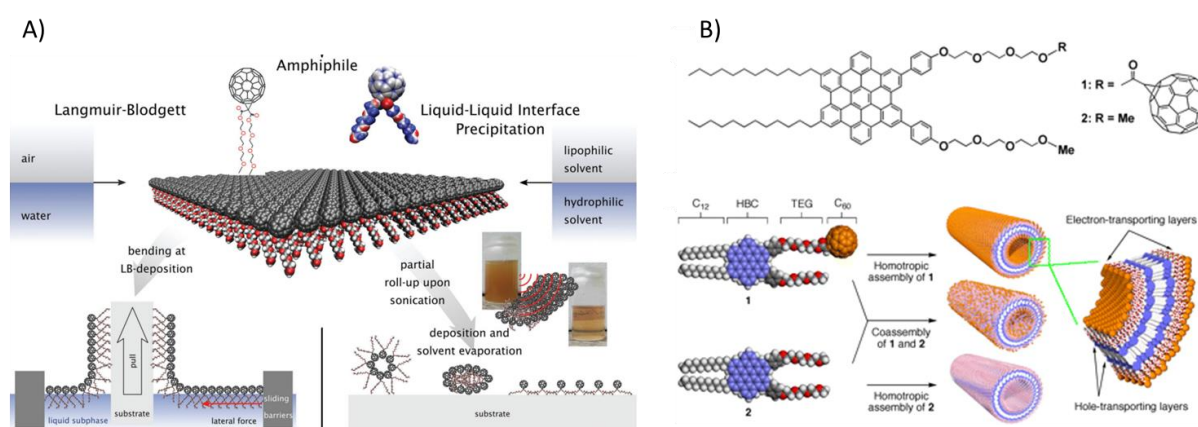 A)
Amphiphile
Langmuir-Blodgett
Liquid-Liquid Interface
Precipitation
air
water
lipophilic
solvent
hydrophilic
solvent
bending at
LB-deposition
partial
roll-up upon
sonication
deposition and
solvent evaporation
pull
substrate
liquid subphase
sliding
barriers
lateral force
substrate
B)
O O O O R
O O O O Me
1: R =
O
2: R = Me
C12 HBC TEG C60
1
Homotropic
assembly of 1
Coassembly
of 1 and 2
2
Homotropic
assembly of 2
Electron-transporting layers
Hole-transporting layers